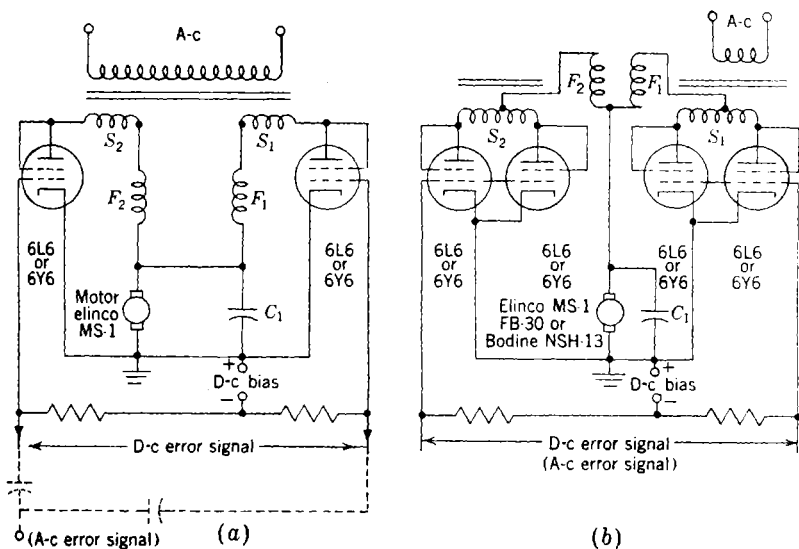 A-c
S₂
S₁
F₂
F₁
6L6
or
6Y6
6L6
or
6Y6
Motor
elinco
MS-1
C₁
+
D-c bias
−
D-c error signal
(A-c error signal)
(a)
A-c
F₂
F₁
S₂
S₁
6L6
or
6Y6
6L6
or
6Y6
6L6
or
6Y6
6L6
or
6Y6
Elinco MS-1
FB-30 or
Bodine NSH-13
C₁
+
D-c bias
−
D-c error signal
(A-c error signal)
(b)